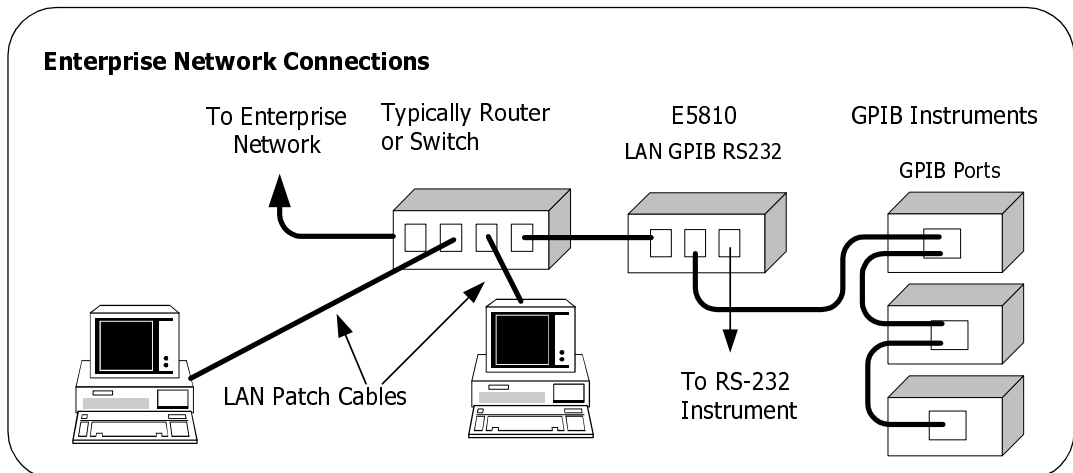 Enterprise Network Connections
To Enterprise
Network
Typically Router
or Switch
E5810
LAN GPIB RS232
GPIB Instruments
GPIB Ports
LAN Patch Cables
To RS-232
Instrument